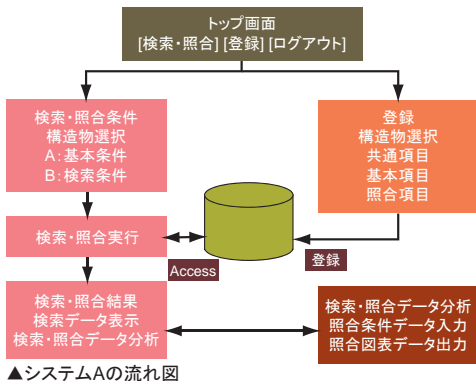 トップ画面
[検索・照合] [登録] [ログアウト]
検索・照合条件
構造物選択
A:基本条件
B:検索条件
登録
構造物選択
共通項目
基本項目
照合項目
検索・照合実行
Access
登録
検索・照合結果
検索データ表示
検索・照合データ分析
検索・照合データ分析
照合条件データ入力
照合図表データ出力
▲システムAの流れ図